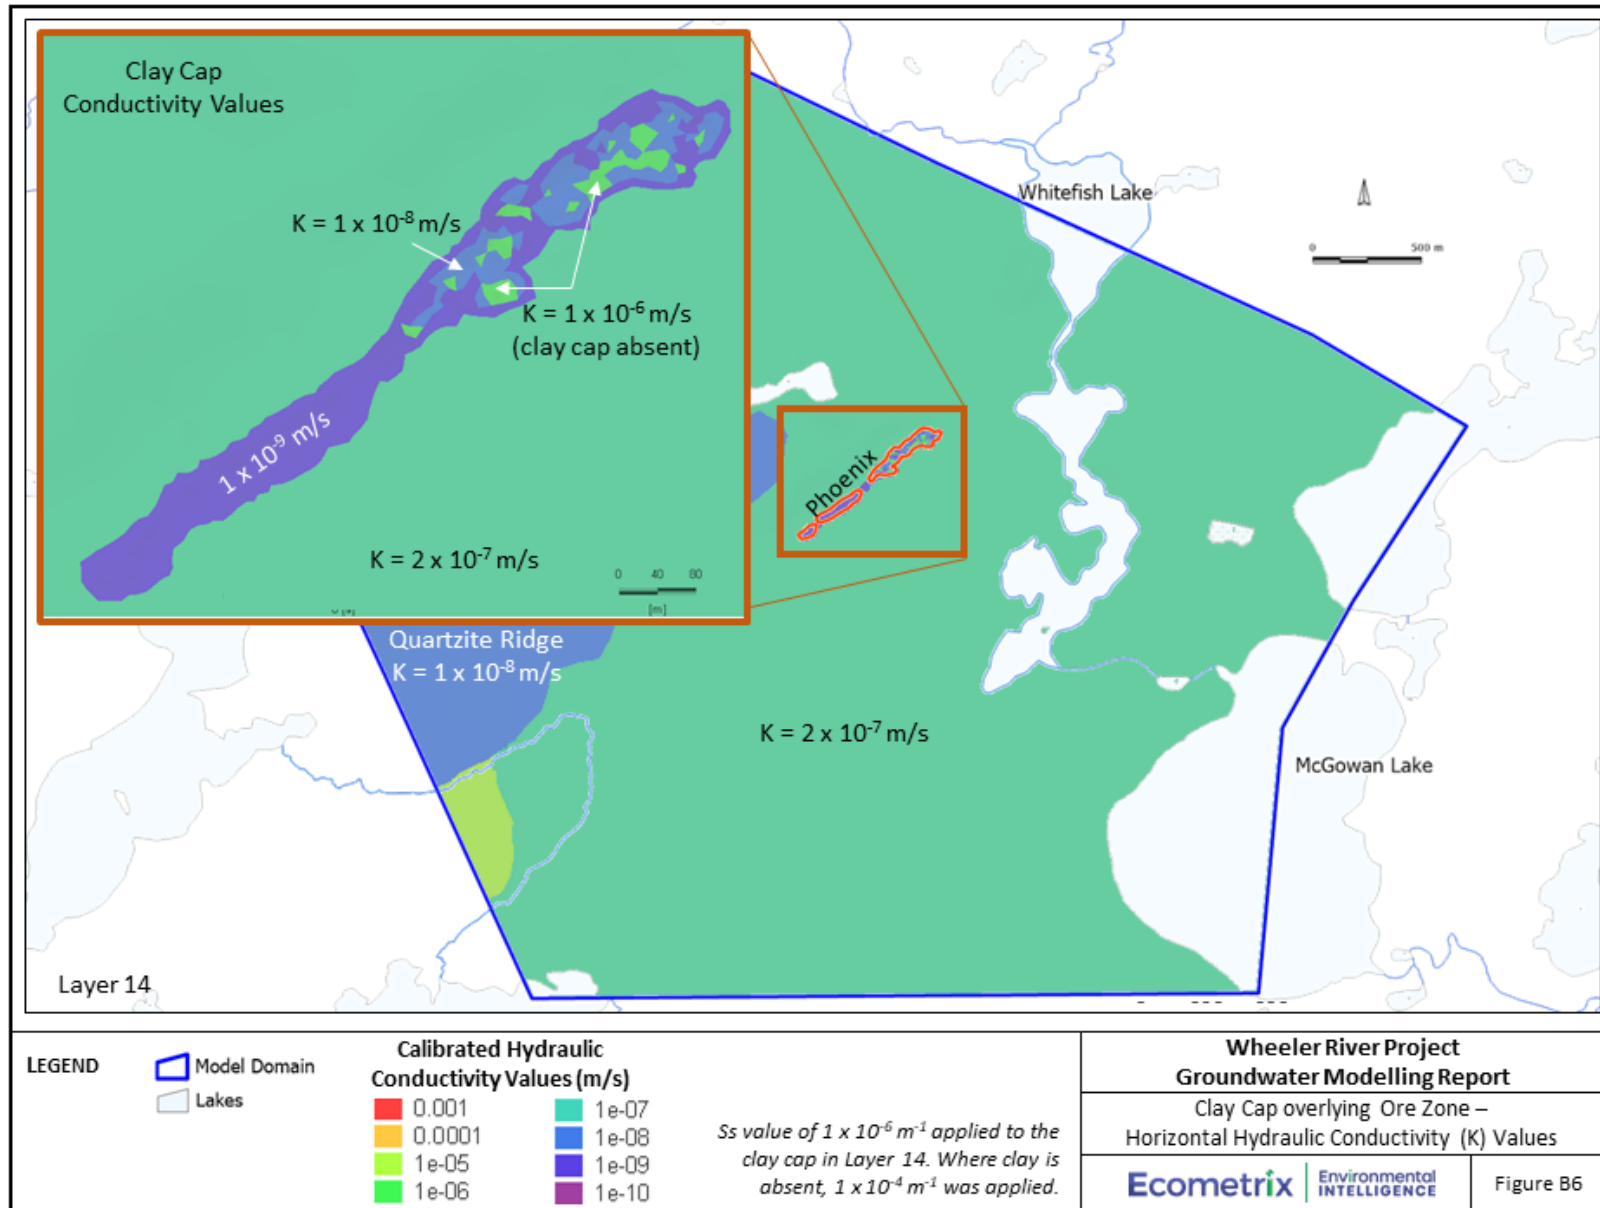 Clay Cap
Conductivity Values
K = 1 x 10⁻⁸ m/s
K = 1 x 10⁻⁶ m/s
(clay cap absent)
1 x 10⁻⁹ m/s
K = 2 x 10⁻⁷ m/s
0 40 80
[m]
Whitefish Lake
0 500 m
Phoenix
Quartzite Ridge
K = 1 x 10⁻⁸ m/s
K = 2 x 10⁻⁷ m/s
McGowan Lake
Layer 14
LEGEND
Model Domain
Lakes
Calibrated Hydraulic
Conductivity Values (m/s)
0.001
0.0001
1e-05
1e-06
1e-07
1e-08
1e-09
1e-10
Ss value of 1 x 10⁻⁶ m⁻¹ applied to the
clay cap in Layer 14. Where clay is
absent, 1 x 10⁻⁴ m⁻¹ was applied.
Wheeler River Project
Groundwater Modelling Report
Clay Cap overlying Ore Zone –
Horizontal Hydraulic Conductivity (K) Values
Ecometrix
Environmental
INTELLIGENCE
Figure B6